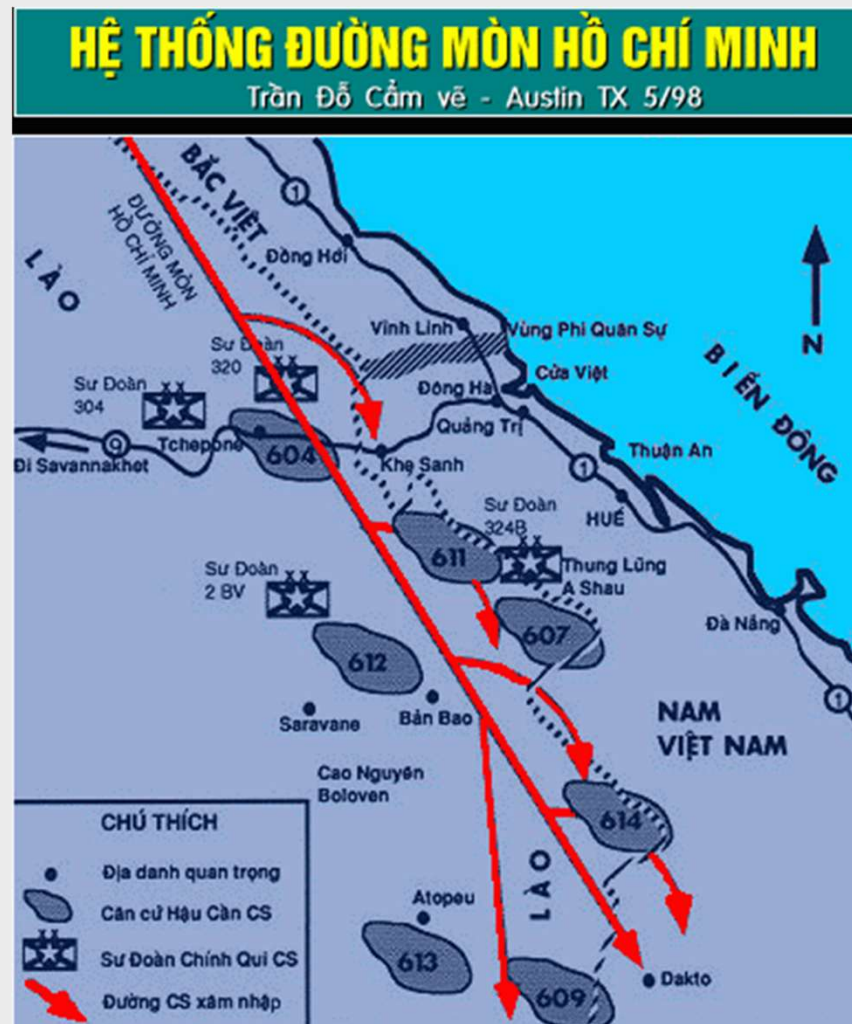 HỆ THỐNG ĐƯỜNG MÒN HỒ CHÍ MINH
Trần Đỗ Cẩm vẽ - Austin TX 5/98
BẮC VIỆT
1
ĐƯỜNG MÒN
HỒ CHÍ MINH
LÀO
Đồng Hới
Vĩnh Linh
Vùng Phi Quân Sự
N
BIỂN ĐÔNG
Sư Đoàn
320
Sư Đoàn
304
Đông Hà
Cửa Việt
Quảng Trị
Tchepone
604
9
Đi Savannakhet
Khe Sanh
1
Thuận An
HUẾ
Sư Đoàn
324B
611
Thung Lũng
A Shau
Sư Đoàn
2 BV
607
Đà Nẵng
612
1
Saravane
Bản Bao
NAM
VIỆT NAM
Cao Nguyên
Boloven
614
LÀO
Atopeu
613
609
Dakto
CHÚ THÍCH
Địa danh quan trọng
Căn cứ Hậu Cần CS
Sư Đoàn Chính Qui CS
Đường CS xâm nhập